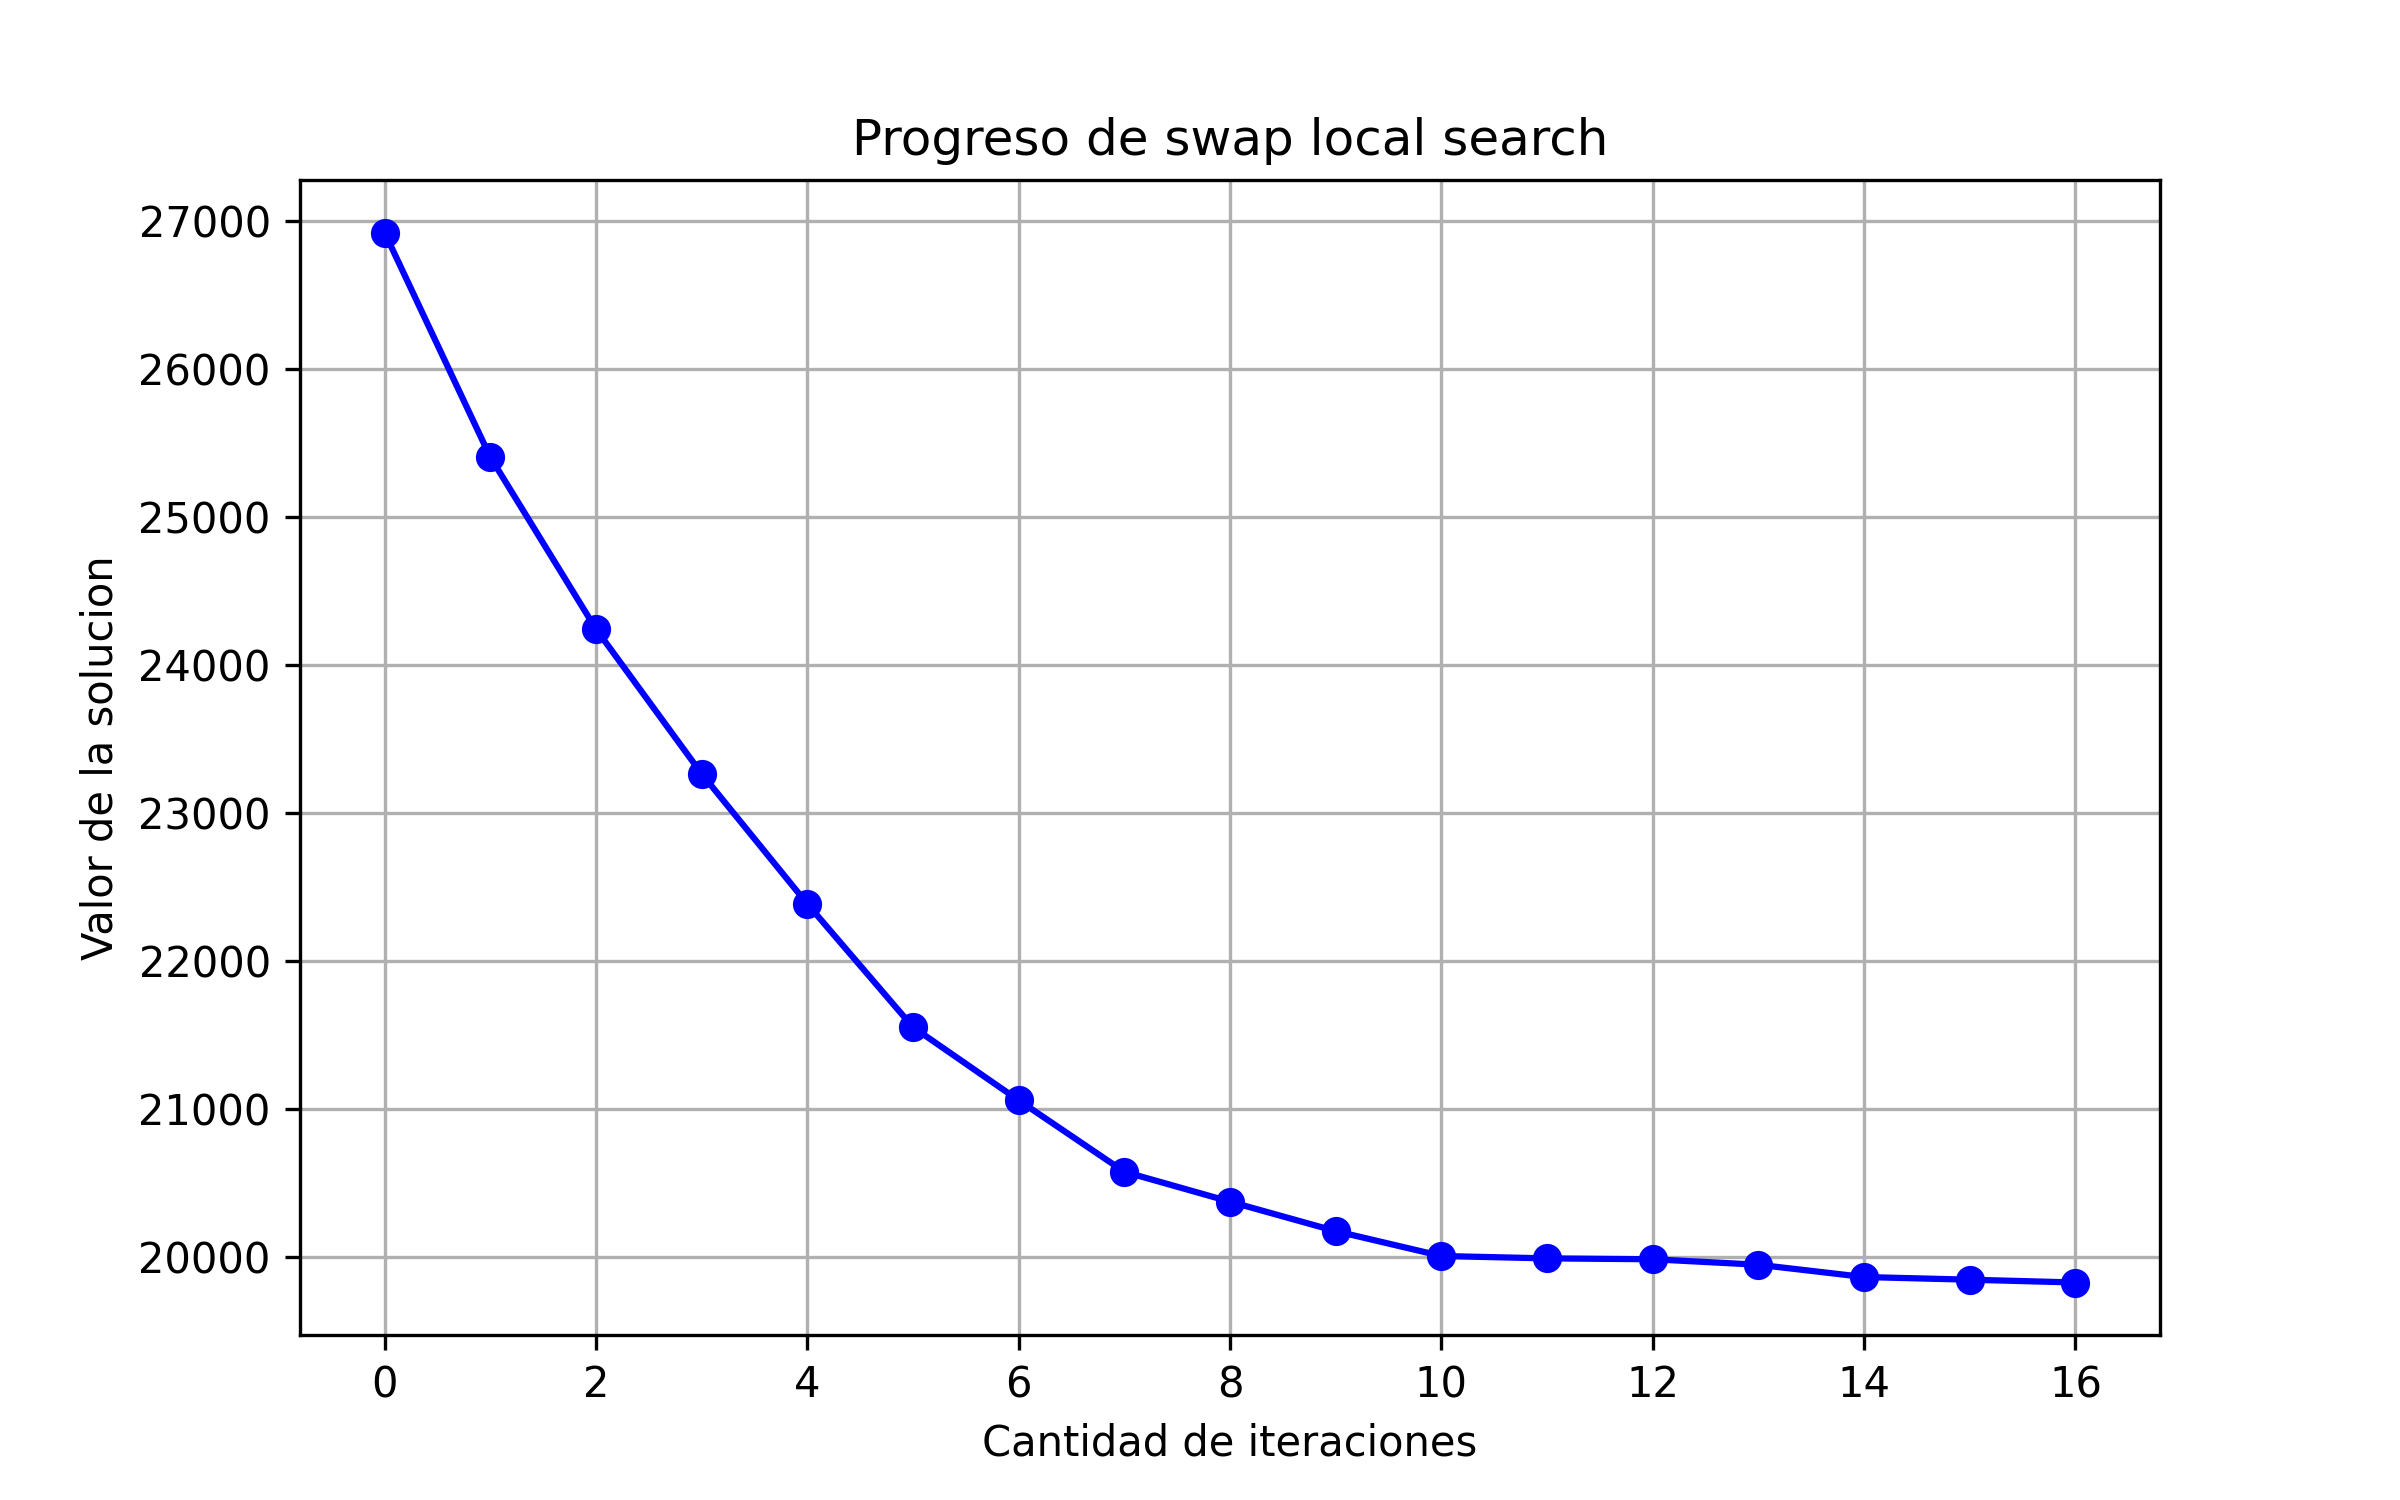 Progreso de swap local search
27000
26000
25000
24000
23000
22000
21000
20000
Valor de la solucion
0 2 4 6 8 10 12 14 16
Cantidad de iteraciones